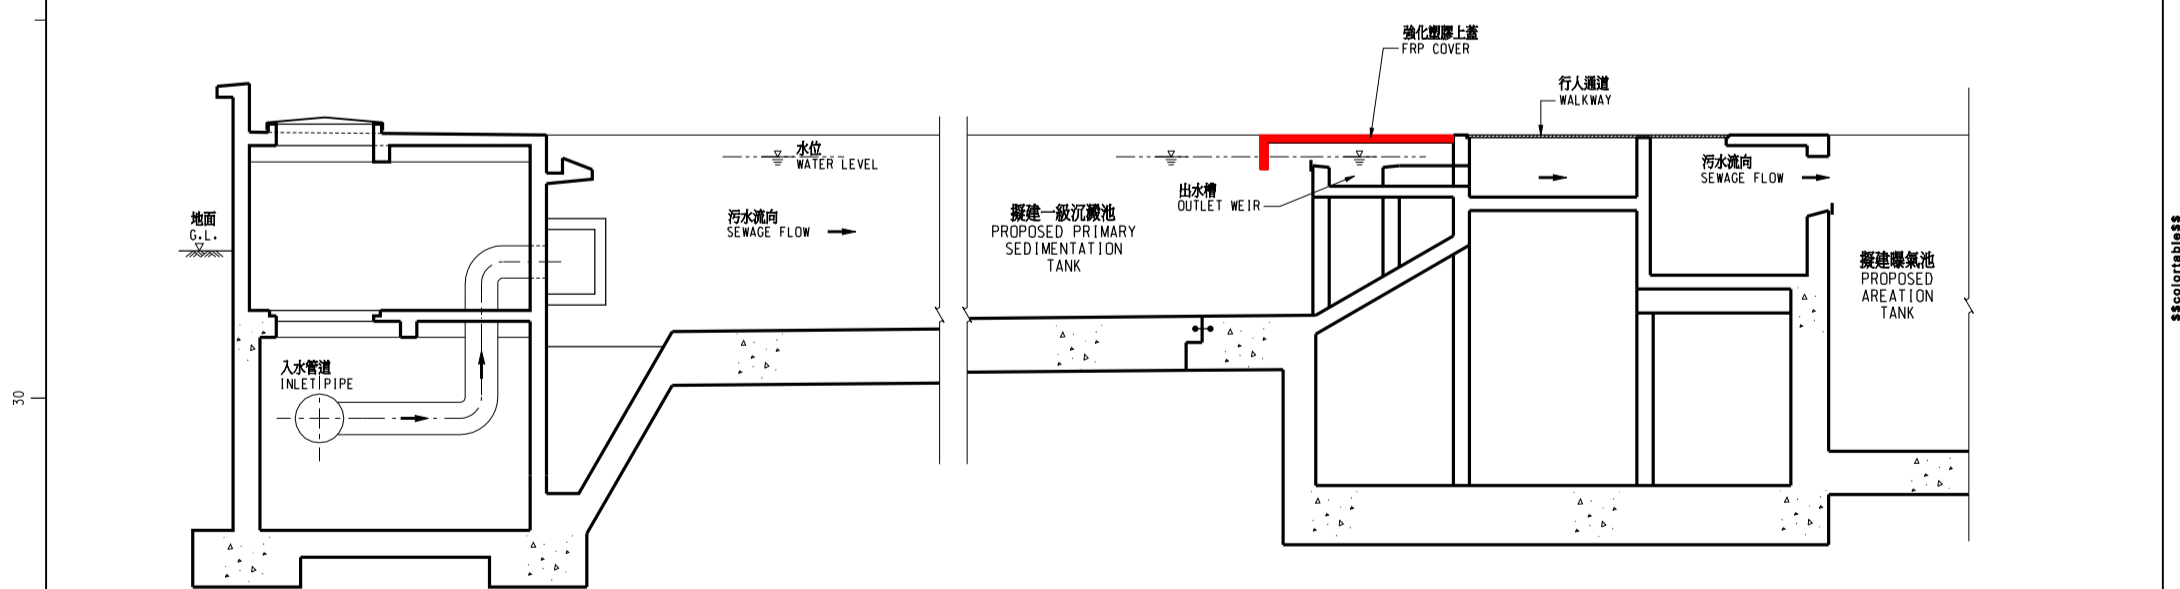 強化塑膠上蓋
FRP COVER
行人通道
WALKWAY
水位
WATER LEVEL
污水流向
SEWAGE FLOW
出水槽
OUTLET WEIR
地面
G.L.
污水流向
SEWAGE FLOW
擬建一級沉澱池
PROPOSED PRIMARY
SEDIMENTATION
TANK
擬建曝氣池
PROPOSED
AREATION
TANK
入水管道
INLET PIPE
30
$$colortable$$